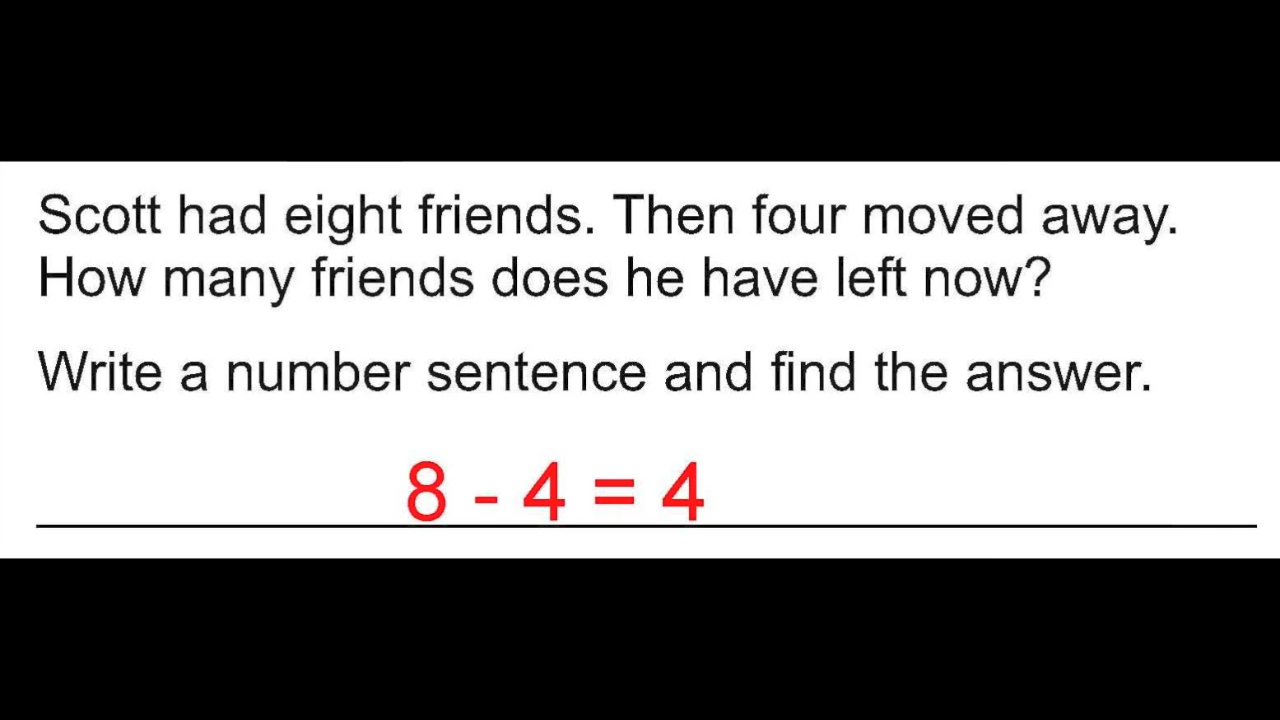 Scott had eight friends. Then four moved away.
How many friends does he have left now?
Write a number sentence and find the answer.
8 - 4 = 4